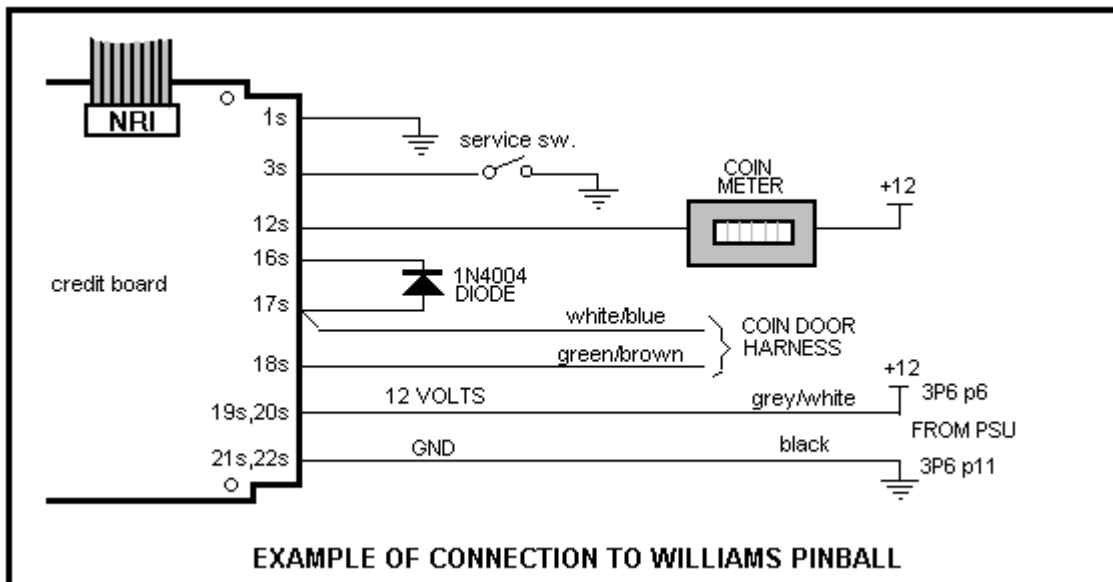 NRI
1s
service sw.
3s
COIN
METER
+12
12s
16s
credit board
1N4004
DIODE
17s
white/blue
COIN DOOR
HARNESS
18s
green/brown
+12
12 VOLTS
grey/white
3P6 p6
19s,20s
FROM PSU
GND
black
21s,22s
3P6 p11
EXAMPLE OF CONNECTION TO WILLIAMS PINBALL